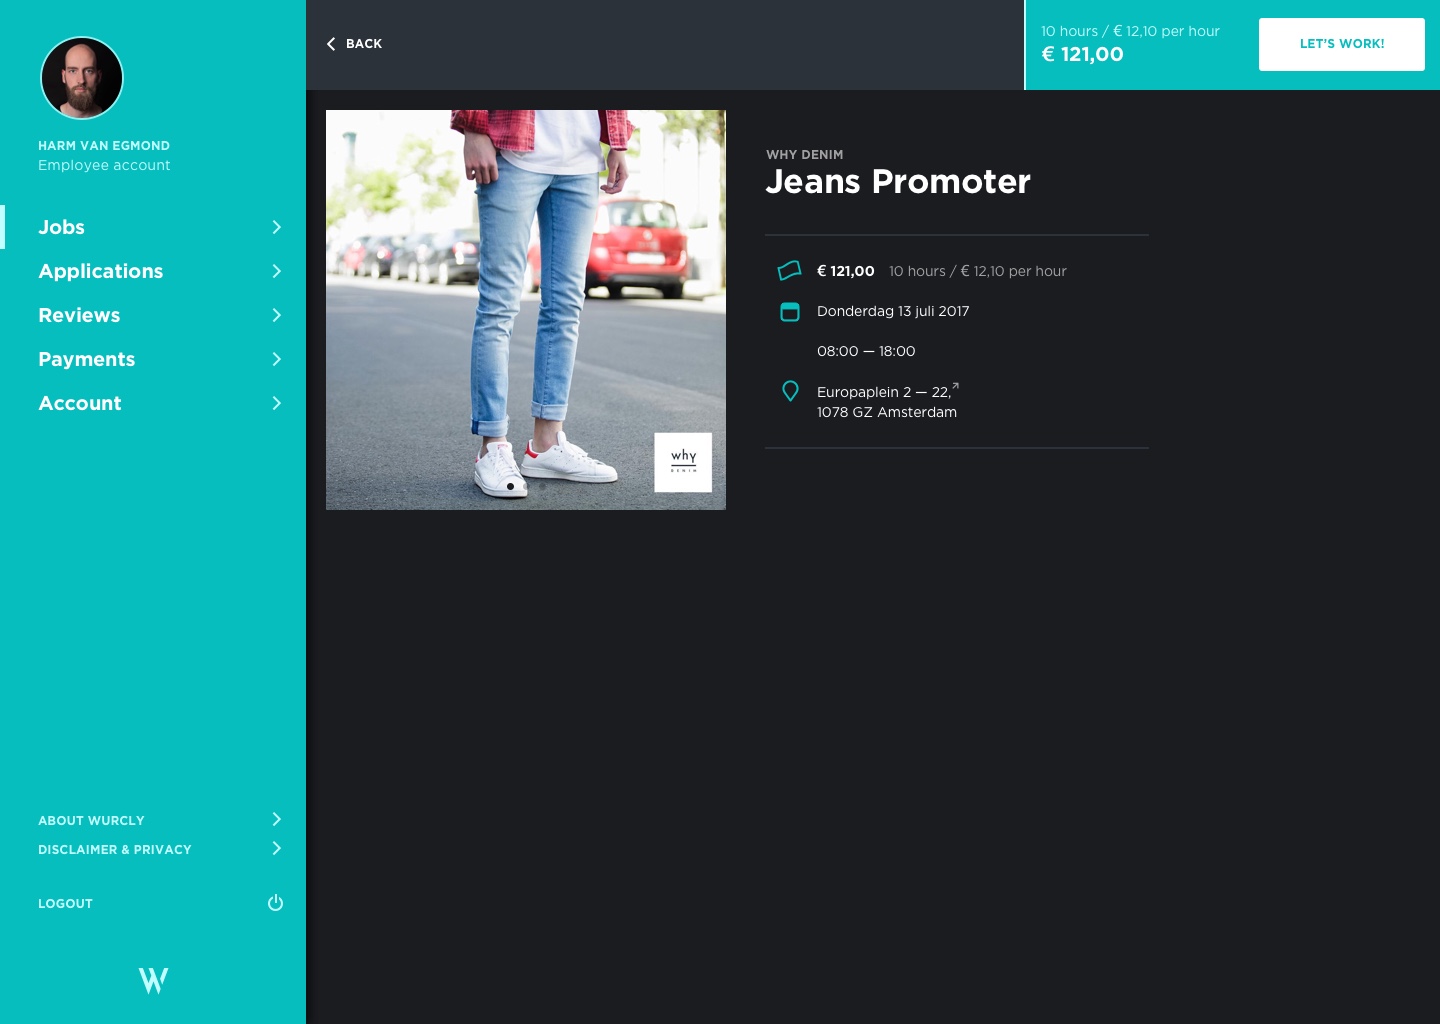 HARM VAN EGMOND
Employee account
Jobs
Applications
Reviews
Payments
Account
ABOUT WURCLY
DISCLAIMER & PRIVACY
LOGOUT
W
BACK
10 hours / € 12,10 per hour
€ 121,00
LET'S WORK!
why
DENIM
WHY DENIM
Jeans Promoter
€ 121,00 10 hours / € 12,10 per hour
Donderdag 13 juli 2017
08:00 — 18:00
Europaplein 2 — 22,
1078 GZ Amsterdam